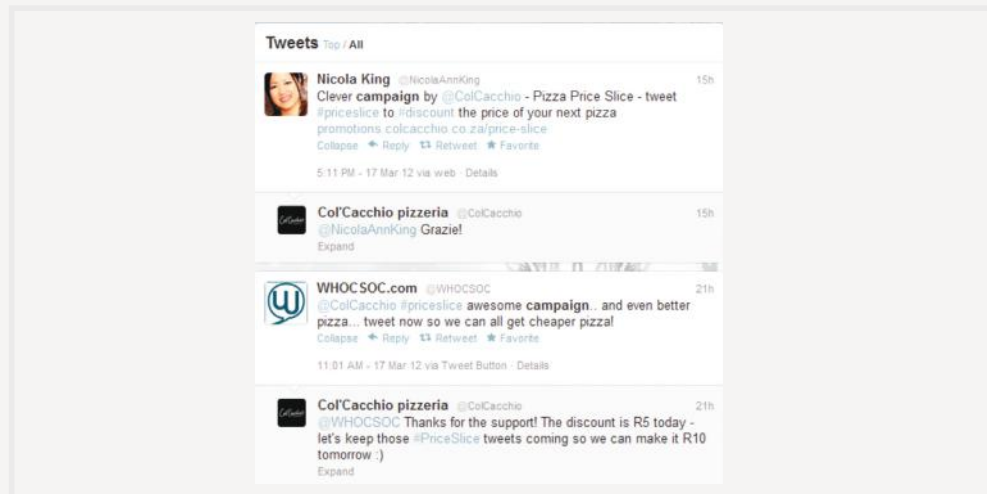 Tweets Top / All
Nicola King @NicolaAnnKing 15h
Clever campaign by @ColCacchio - Pizza Price Slice - tweet
#priceslice to #discount the price of your next pizza
promotions.colcacchio.co.za/price-slice
Collapse Reply Retweet Favorite
5:11 PM - 17 Mar 12 via web · Details
Col'Cacchio pizzeria @ColCacchio 15h
@NicolaAnnKing Grazie!
Expand
WHOCSOC.com @WHOCSOC 21h
@ColCacchio #priceslice awesome campaign.. and even better
pizza... tweet now so we can all get cheaper pizza!
Collapse Reply Retweet Favorite
11:01 AM - 17 Mar 12 via Tweet Button · Details
Col'Cacchio pizzeria @ColCacchio 21h
@WHOCSOC Thanks for the support! The discount is R5 today -
let's keep those #PriceSlice tweets coming so we can make it R10
tomorrow :)
Expand